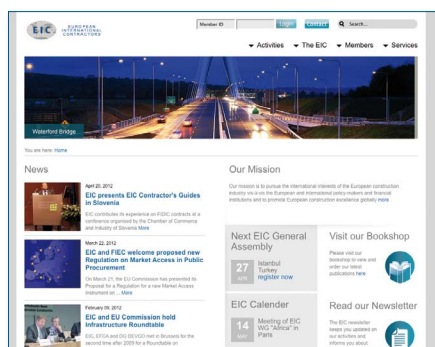 EIC EUROPEAN
INTERNATIONAL
CONTRACTORS
Member ID Login Contact Search...
Activities The EIC Members Services
Waterford Bridge
You are here: Home
News
April 20, 2012
EIC presents EIC Contractor's Guides
in Slovenia
EIC contributes its experience on FIDIC contracts at a
conference organised by the Chamber of Commerce
and Industry of Slovenia More
March 22, 2012
EIC and FIEC welcome proposed new
Regulation on Market Access in Public
Procurement
On March 21, the EU Commission has presented its
Proposal for a Regulation for a new Market Access
Instrument on ... More
February 09, 2012
EIC and EU Commission hold
Infrastructure Roundtable
EIC, EFCA and DG DEVCO met in Brussels for the
second time after 2009 for a Roundtable on
Our Mission
Our mission is to pursue the international interests of the European construction
industry vis-à-vis the European and international policy-makers and financial
institutions and to promote European construction excellence globally more
Next EIC General
Assembly
27
Istanbul
Turkey
register now
Visit our Bookshop
Please visit our
bookshop to view and
order our latest
publications here
EIC Calender
14
Meeting of EIC
WG "Africa" in
Paris
Read our Newsletter
The EIC newsletter
keeps you updated on
our activities and
informs you about